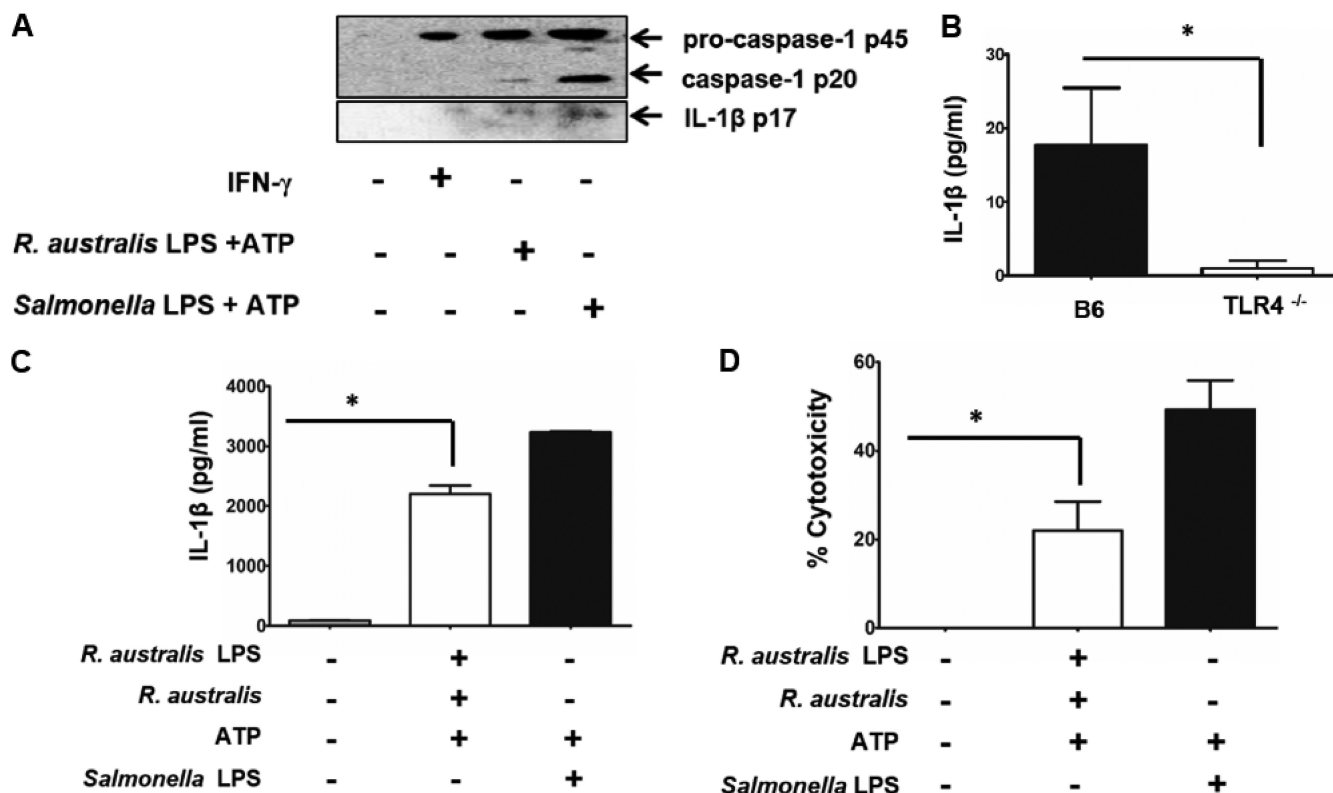 A
pro-caspase-1 p45
caspase-1 p20
IL-1β p17
IFN-γ - + - -
R. australis LPS +ATP - - + -
Salmonella LPS + ATP - - - +
B
*
30
20
10
0
IL-1β (pg/ml)
B6 TLR4 -/-
C
*
4000
3000
2000
1000
0
IL-1β (pg/ml)
R. australis LPS - + -
R. australis - + -
ATP - + +
Salmonella LPS - - +
D
*
60
40
20
0
% Cytotoxicity
R. australis LPS - + -
R. australis - + -
ATP - + +
Salmonella LPS - - +